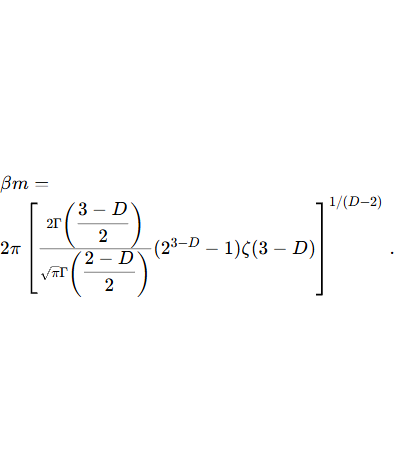 βm =
2π [ 2Γ((3 − D)/2) / √πΓ((2 − D)/2) (2^{3−D} − 1)ζ(3 − D) ]^{1/(D−2)} .